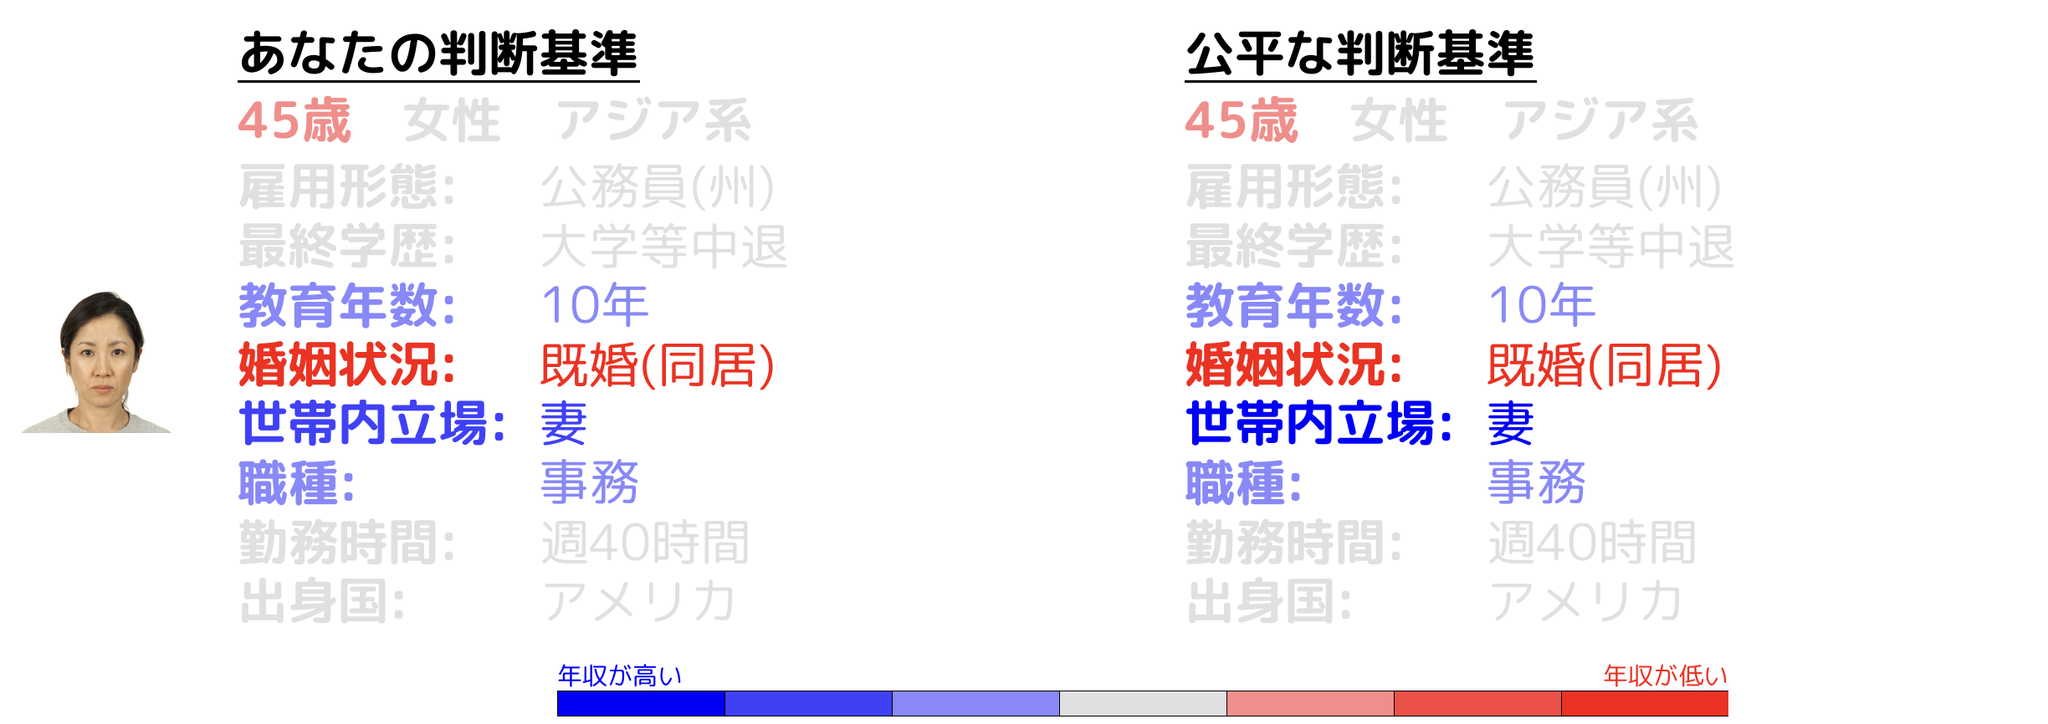 あなたの判断基準
45歳 女性 アジア系
雇用形態: 公務員(州)
最終学歴: 大学等中退
教育年数: 10年
婚姻状況: 既婚(同居)
世帯内立場: 妻
職種: 事務
勤務時間: 週40時間
出身国: アメリカ
公平な判断基準
45歳 女性 アジア系
雇用形態: 公務員(州)
最終学歴: 大学等中退
教育年数: 10年
婚姻状況: 既婚(同居)
世帯内立場: 妻
職種: 事務
勤務時間: 週40時間
出身国: アメリカ
年収が高い
年収が低い